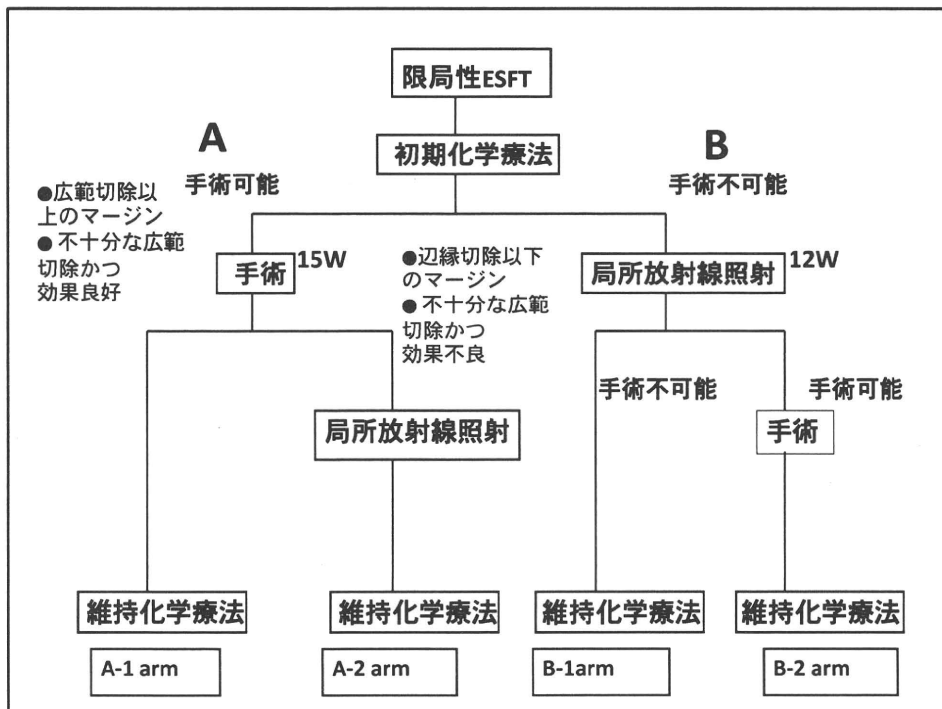 限局性ESFT
初期化学療法
A
手術可能
B
手術不可能
●広範切除以
上のマージン
● 不十分な広範
切除かつ
効果良好
手術
15W
●辺縁切除以下
のマージン
● 不十分な広範
切除かつ
効果不良
局所放射線照射
12W
局所放射線照射
手術不可能
手術可能
手術
維持化学療法
維持化学療法
維持化学療法
維持化学療法
A-1 arm
A-2 arm
B-1arm
B-2 arm